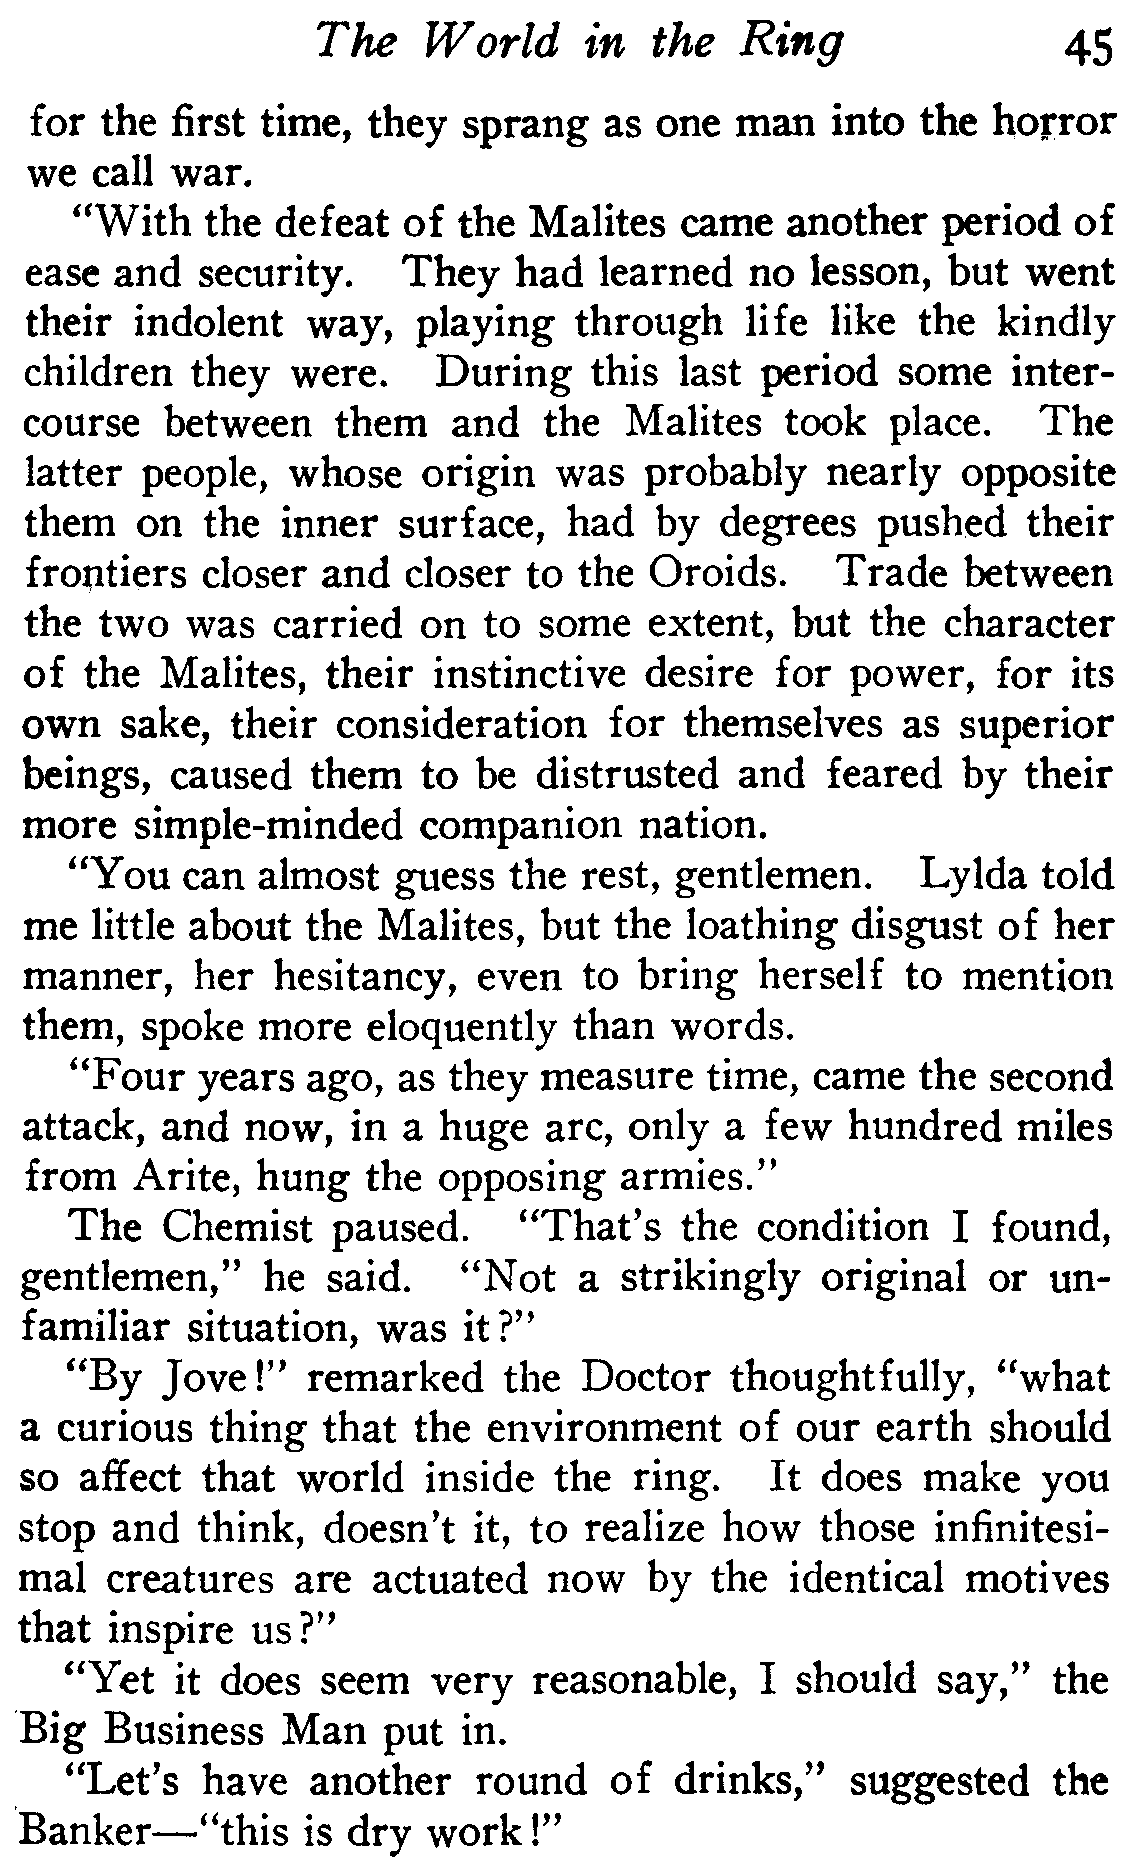 The World in the Ring 45
for the first time, they sprang as one man into the horror
we call war.
"With the defeat of the Malites came another period of
ease and security. They had learned no lesson, but went
their indolent way, playing through life like the kindly
children they were. During this last period some inter-
course between them and the Malites took place. The
latter people, whose origin was probably nearly opposite
them on the inner surface, had by degrees pushed their
frontiers closer and closer to the Oroids. Trade between
the two was carried on to some extent, but the character
of the Malites, their instinctive desire for power, for its
own sake, their consideration for themselves as superior
beings, caused them to be distrusted and feared by their
more simple-minded companion nation.
"You can almost guess the rest, gentlemen. Lylda told
me little about the Malites, but the loathing disgust of her
manner, her hesitancy, even to bring herself to mention
them, spoke more eloquently than words.
"Four years ago, as they measure time, came the second
attack, and now, in a huge arc, only a few hundred miles
from Arite, hung the opposing armies."
The Chemist paused. "That's the condition I found,
gentlemen," he said. "Not a strikingly original or un-
familiar situation, was it?"
"By Jove!" remarked the Doctor thoughtfully, "what
a curious thing that the environment of our earth should
so affect that world inside the ring. It does make you
stop and think, doesn't it, to realize how those infinitesi-
mal creatures are actuated now by the identical motives
that inspire us?"
"Yet it does seem very reasonable, I should say," the
Big Business Man put in.
"Let's have another round of drinks," suggested the
Banker—"this is dry work!"